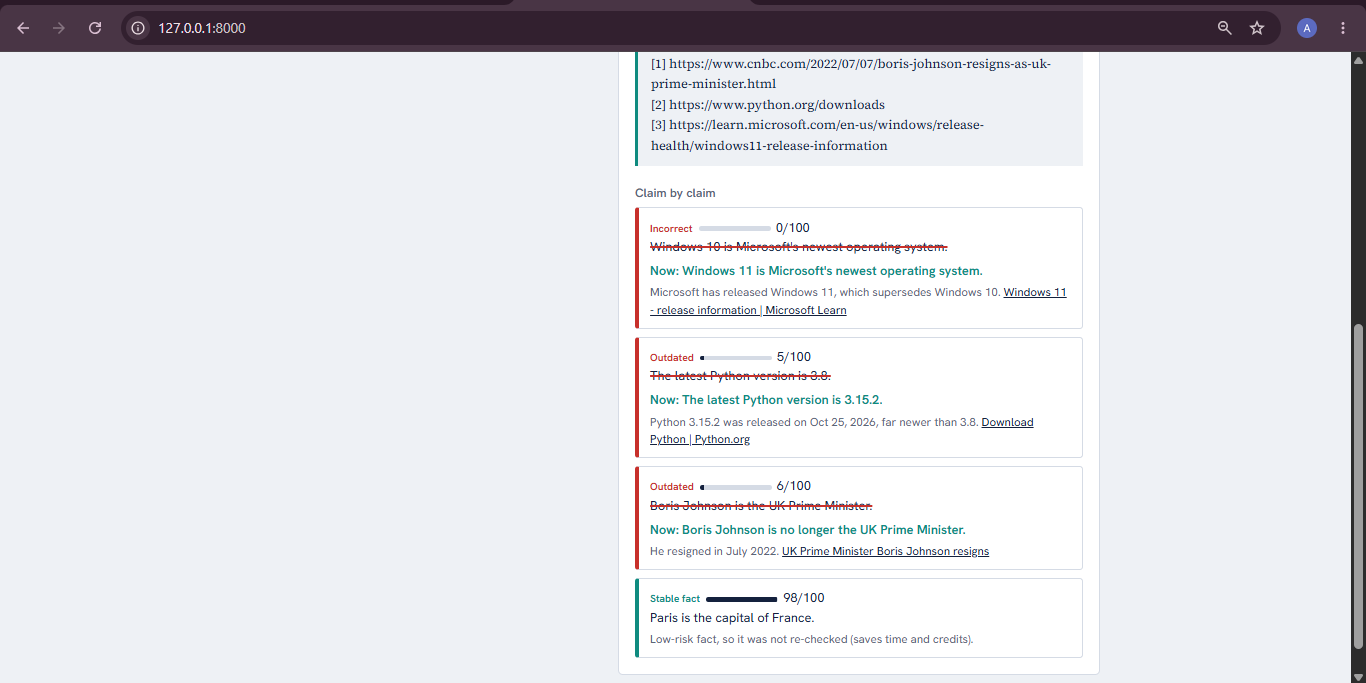 127.0.0.1:8000
A
[1] https://www.cnbc.com/2022/07/07/boris-johnson-resigns-as-uk-
prime-minister.html
[2] https://www.python.org/downloads
[3] https://learn.microsoft.com/en-us/windows/release-
health/windows11-release-information
Claim by claim
Incorrect 0/100
Windows 10 is Microsoft's newest operating system.
Now: Windows 11 is Microsoft's newest operating system.
Microsoft has released Windows 11, which supersedes Windows 10. Windows 11
- release information | Microsoft Learn
Outdated 5/100
The latest Python version is 3.8.
Now: The latest Python version is 3.15.2.
Python 3.15.2 was released on Oct 25, 2026, far newer than 3.8. Download
Python | Python.org
Outdated 6/100
Boris Johnson is the UK Prime Minister.
Now: Boris Johnson is no longer the UK Prime Minister.
He resigned in July 2022. UK Prime Minister Boris Johnson resigns
Stable fact 98/100
Paris is the capital of France.
Low-risk fact, so it was not re-checked (saves time and credits).